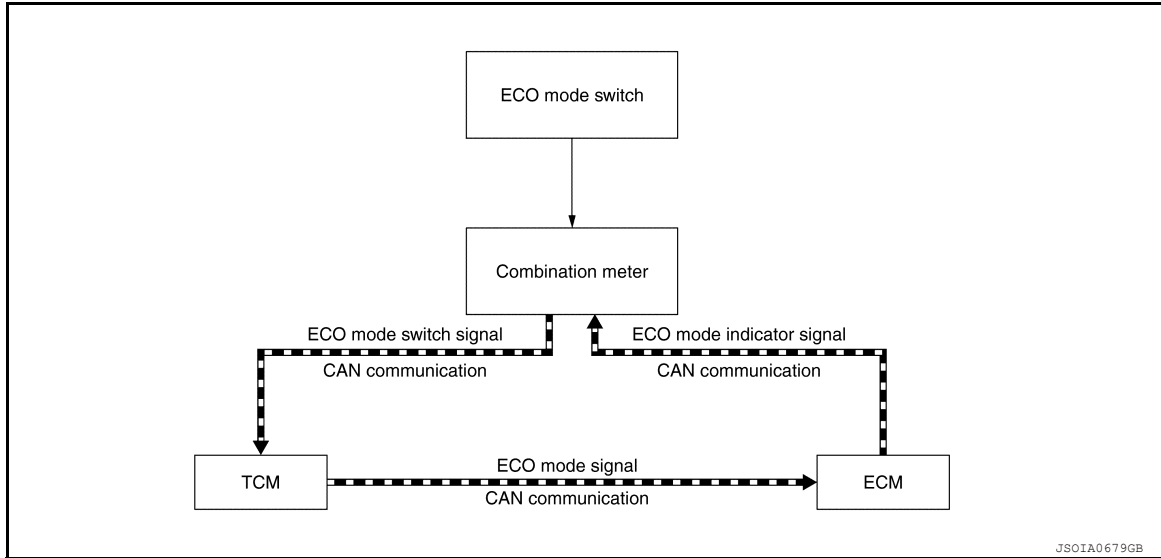 ECO mode switch
Combination meter
ECO mode switch signal
CAN communication
ECO mode indicator signal
CAN communication
TCM
ECO mode signal
CAN communication
ECM
JSOIA0679GB